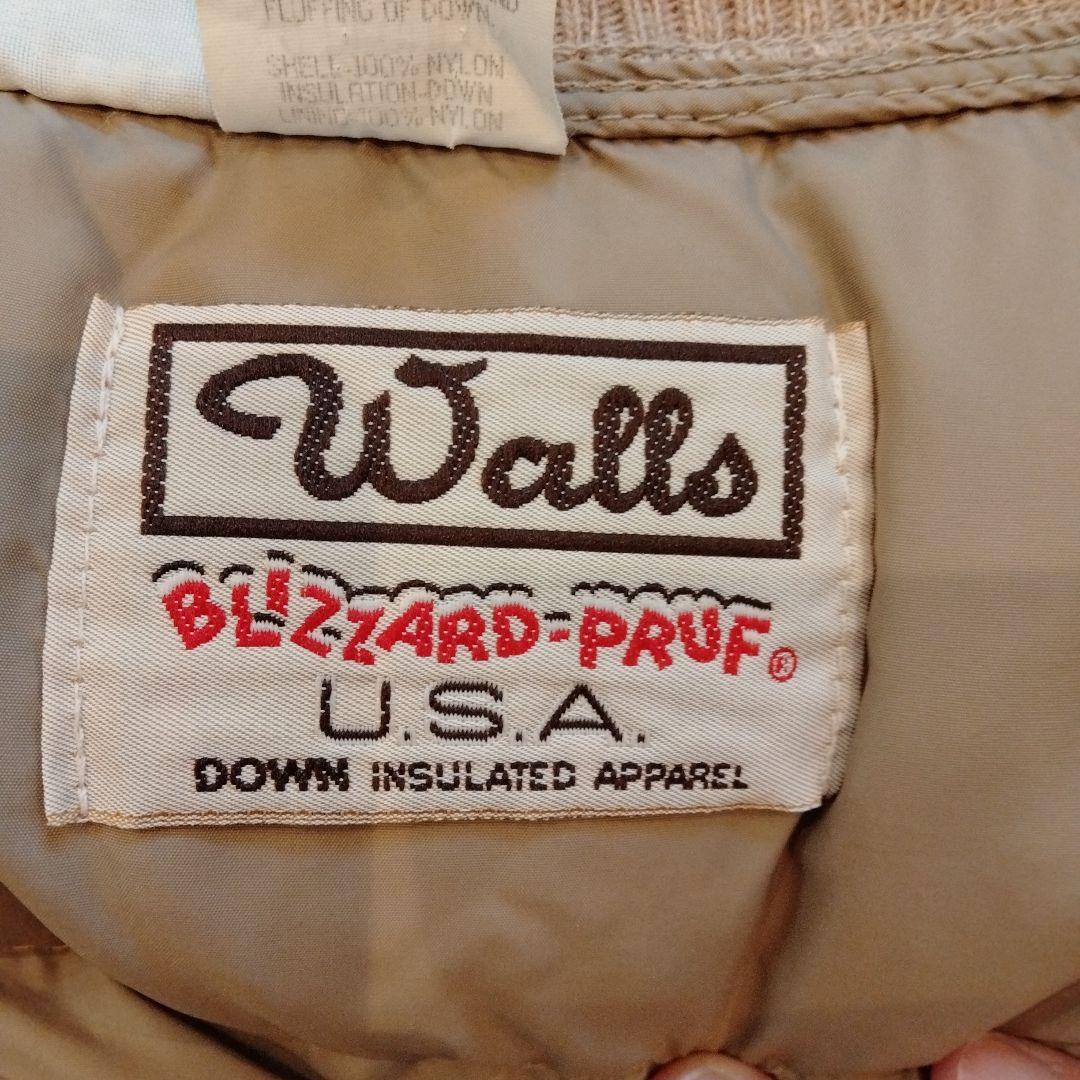 FLUFFING OF DOWN.
SHELL-100% NYLON
INSULATION-DOWN
LINING-100% NYLON
Walls
BLIZZARD-PRUF®
U.S.A.
DOWN INSULATED APPAREL